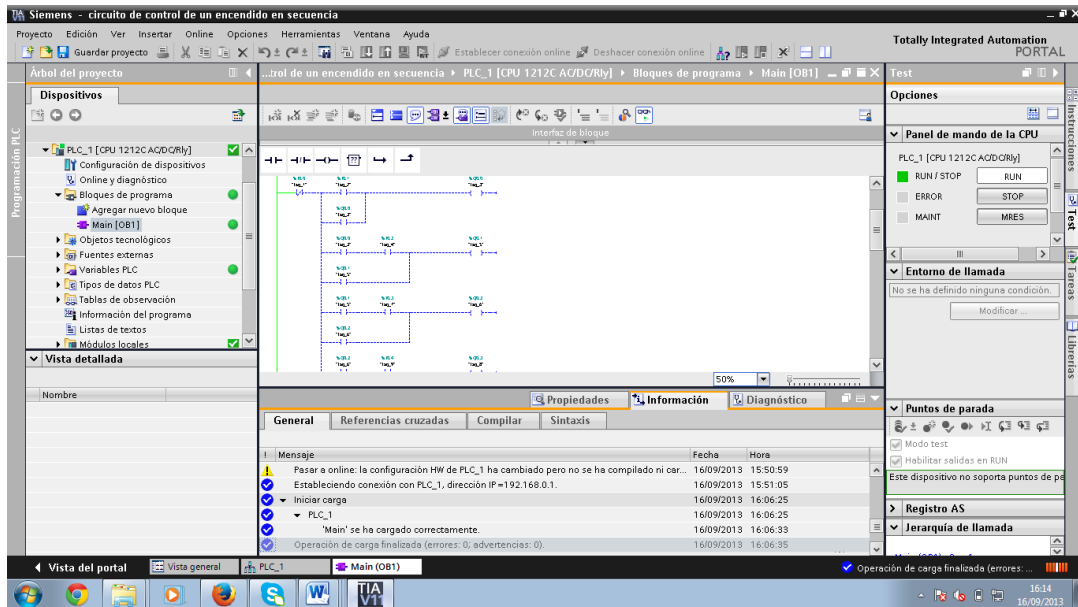 Siemens - circuito de control de un encendido en secuencia
Proyecto Edición Ver Insertar Online Opciones Herramientas Ventana Ayuda
Guardar proyecto
Establecer conexión online
Deshacer conexión online
Totally Integrated Automation
PORTAL
Árbol del proyecto
...trol de un encendido en secuencia PLC_1 [CPU 1212C AC/DC/Rly] Bloques de programa Main [OB1]
Test
Dispositivos
Opciones
Interfaz de bloque
Programación PLC
PLC_1 [CPU 1212C AC/DC/Rly]
Configuración de dispositivos
Online y diagnóstico
Bloques de programa
Agregar nuevo bloque
Main [OB1]
Objetos tecnológicos
Fuentes externas
Variables PLC
Tipos de datos PLC
Tablas de observación
Información del programa
Listas de textos
Módulos locales
Vista detallada
Nombre
50%
Panel de mando de la CPU
PLC_1 [CPU 1212C AC/DC/Rly]
RUN / STOP RUN
ERROR STOP
MAINT MRES
Entorno de llamada
No se ha definido ninguna condición.
Modificar ...
Puntos de parada
Modo test
Habilitar salidas en RUN
Este dispositivo no soporta puntos de pa
Registro AS
Jerarquía de llamada
Instrucciones
Test
Tareas
Librerías
Propiedades Información Diagnóstico
General Referencias cruzadas Compilar Sintaxis
! Mensaje Fecha Hora
Pasar a online: la configuración HW de PLC_1 ha cambiado pero no se ha compilado ni car... 16/09/2013 15:50:59
Estableciendo conexión con PLC_1, dirección IP=192.168.0.1. 16/09/2013 15:51:05
Iniciar carga 16/09/2013 16:06:25
PLC_1 16/09/2013 16:06:25
'Main' se ha cargado correctamente. 16/09/2013 16:06:33
Operación de carga finalizada (errores: 0; advertencias: 0). 16/09/2013 16:06:35
Vista del portal Vista general PLC_1 Main (OB1)
Operación de carga finalizada (errores: ...
TIA
V11
16:14
16/09/2013